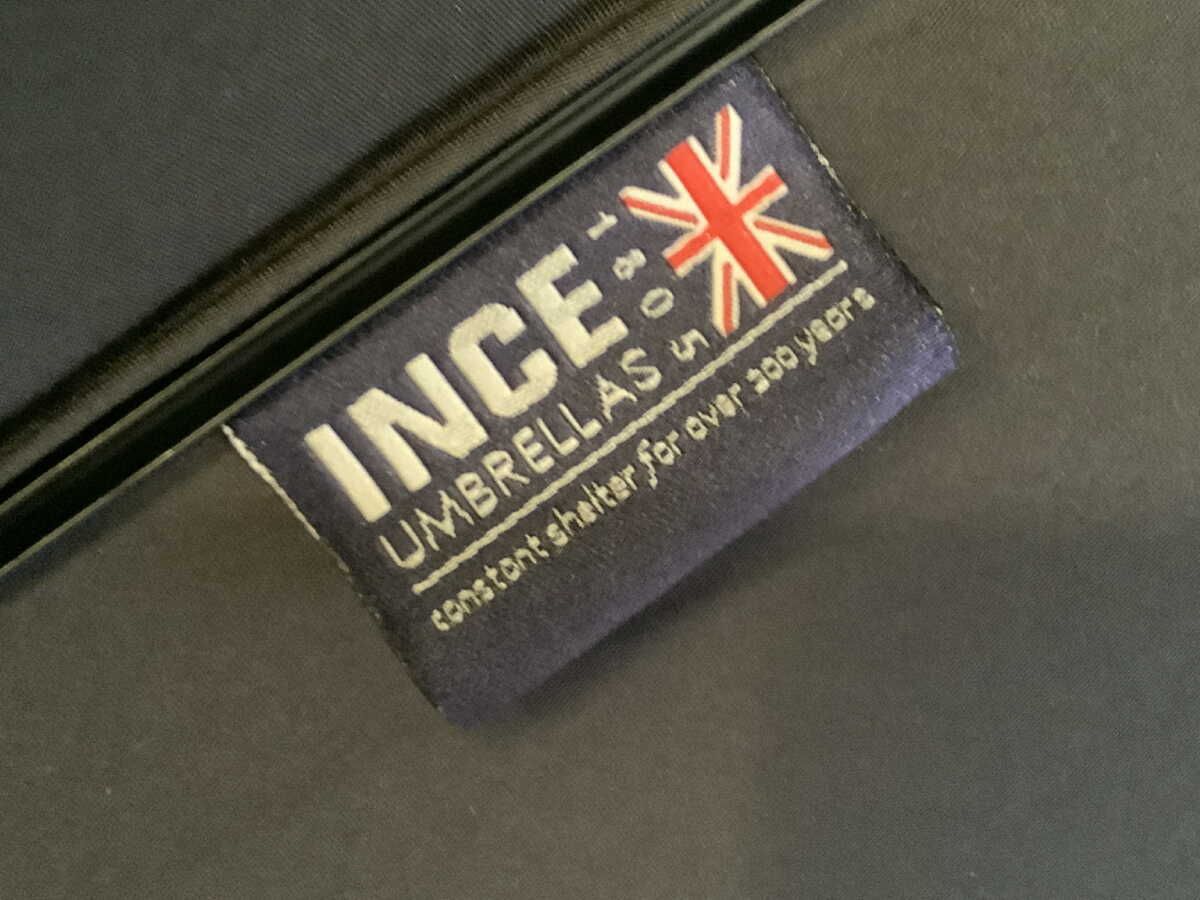 INCE
UMBRELLAS
1805
constant shelter for over 200 years